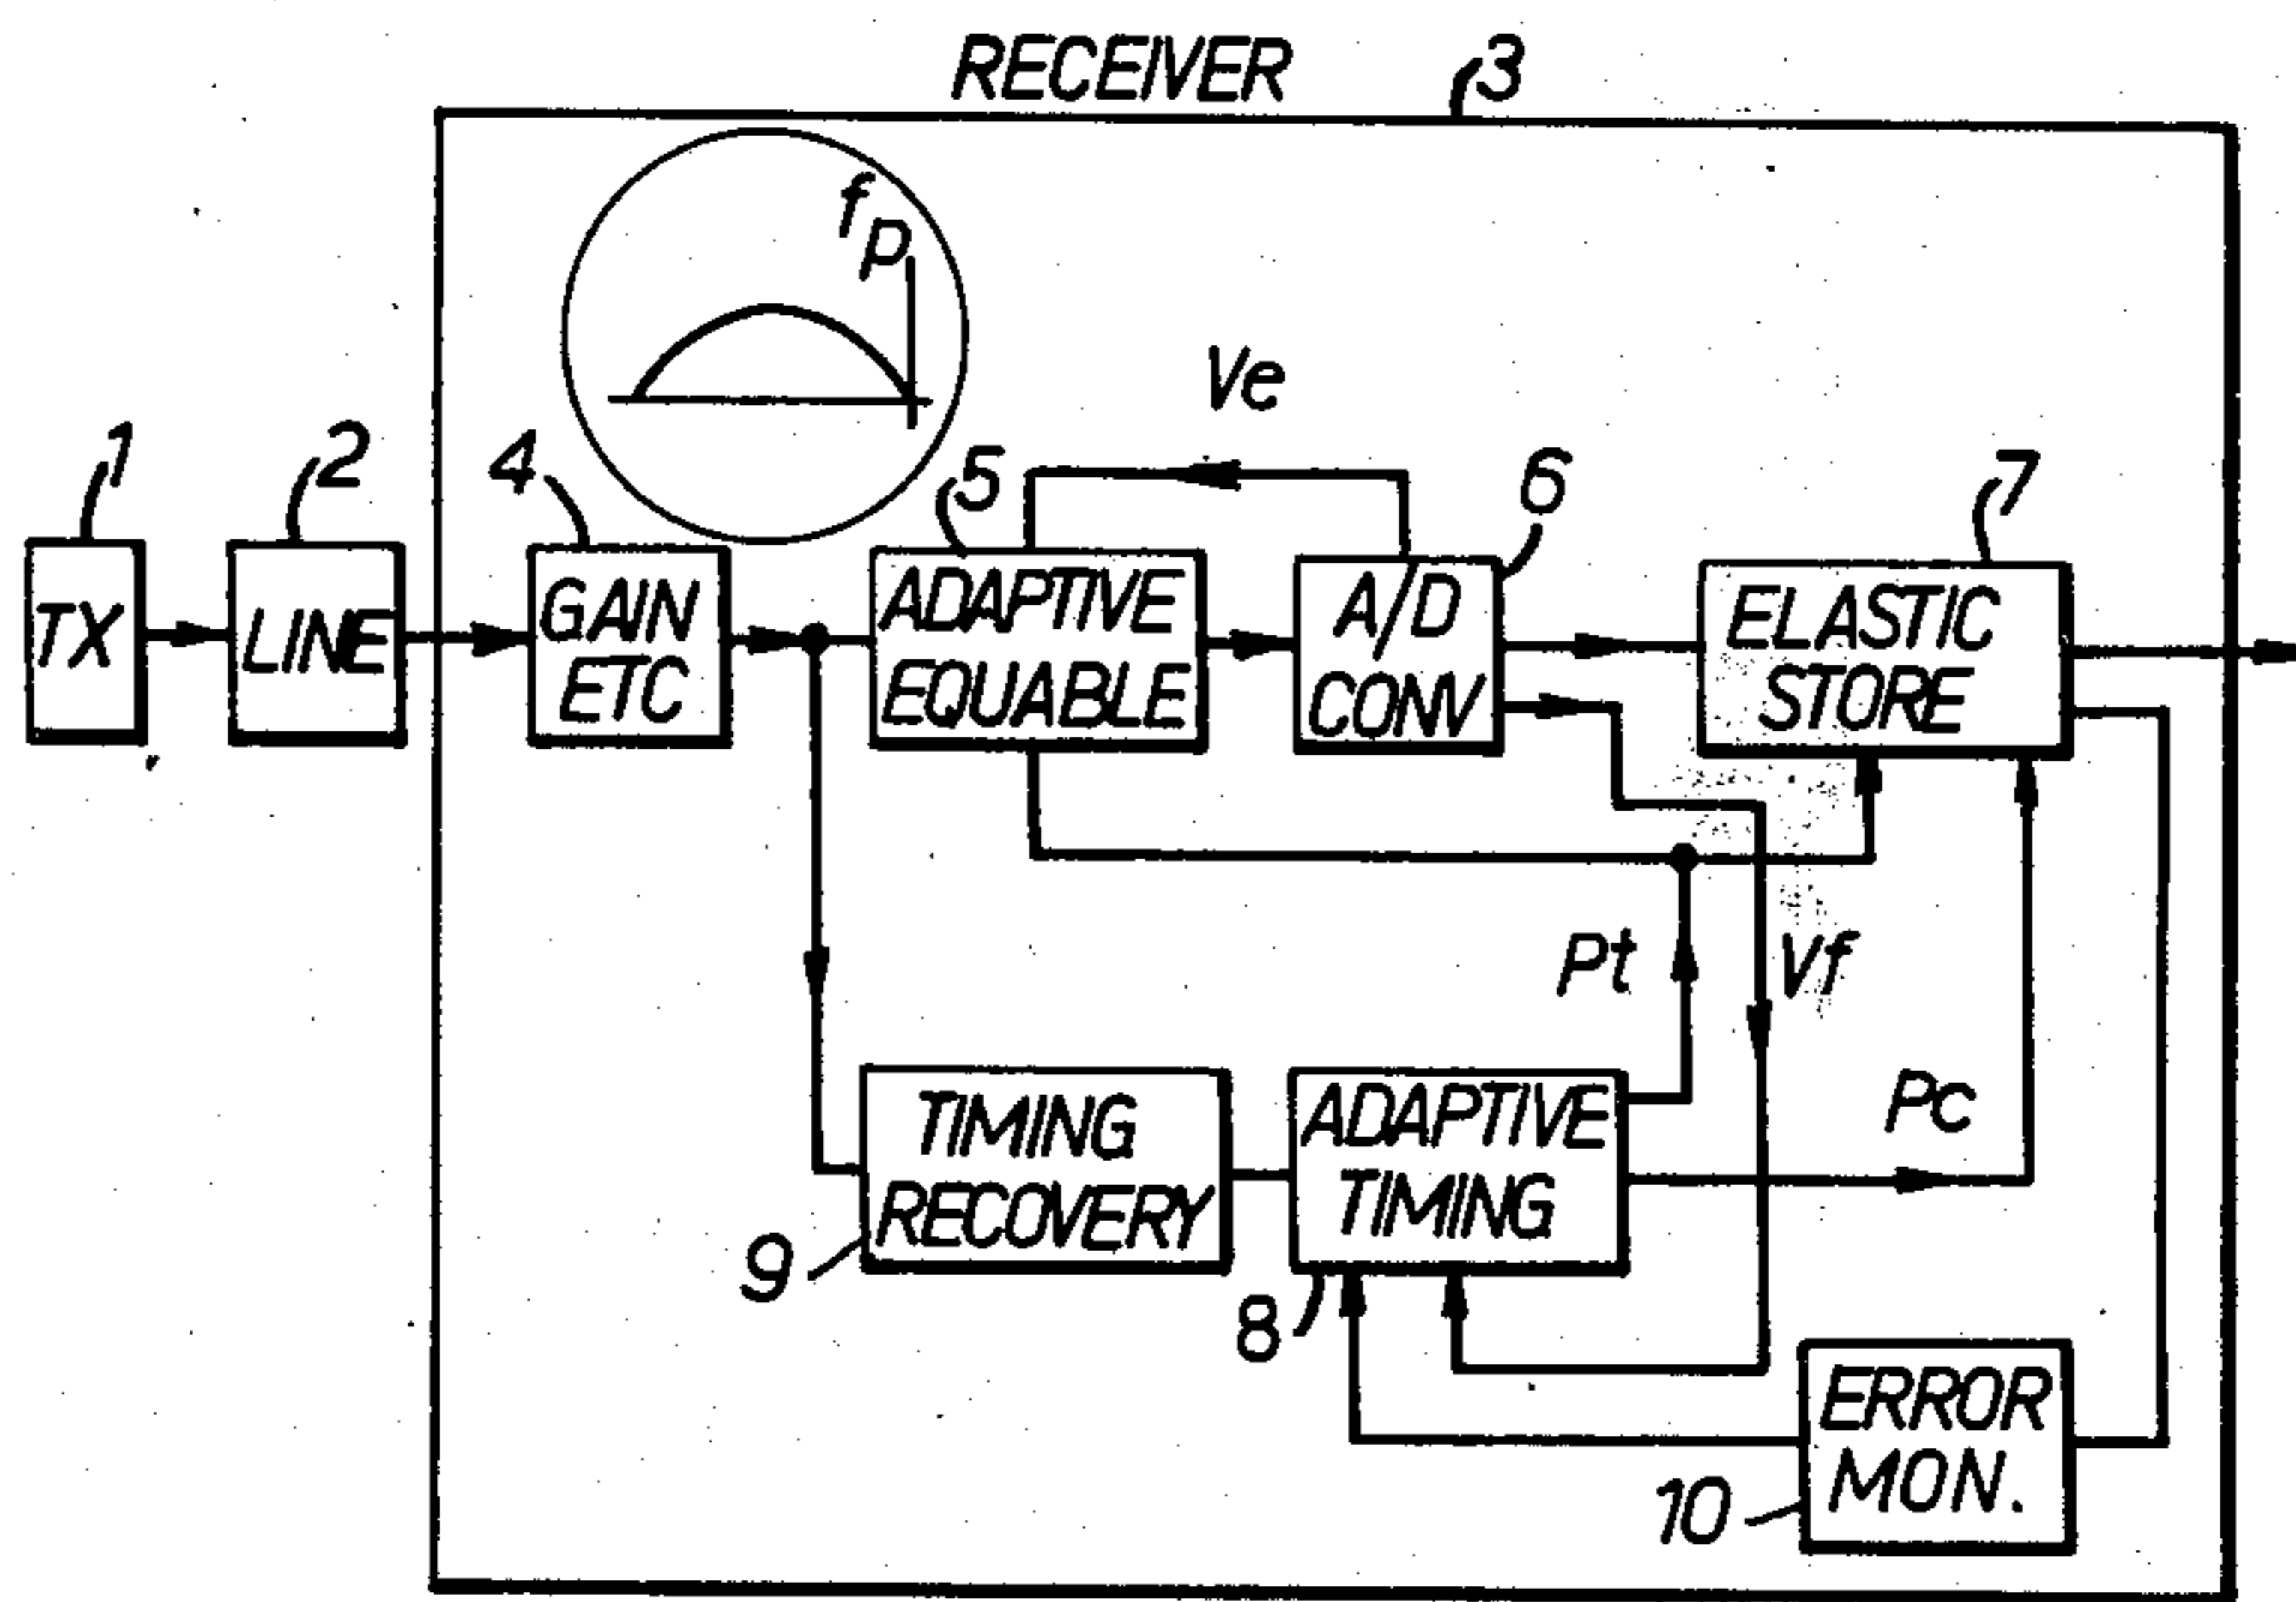 RECEIVER
3
fp
Ve
1
2
4
5
6
7
TX
LINE
GAIN
ETC
ADAPTIVE
EQUABLE
A/D
CONV
ELASTIC
STORE
Pt
Vf
Pc
TIMING
RECOVERY
ADAPTIVE
TIMING
9
8
ERROR
MON.
10